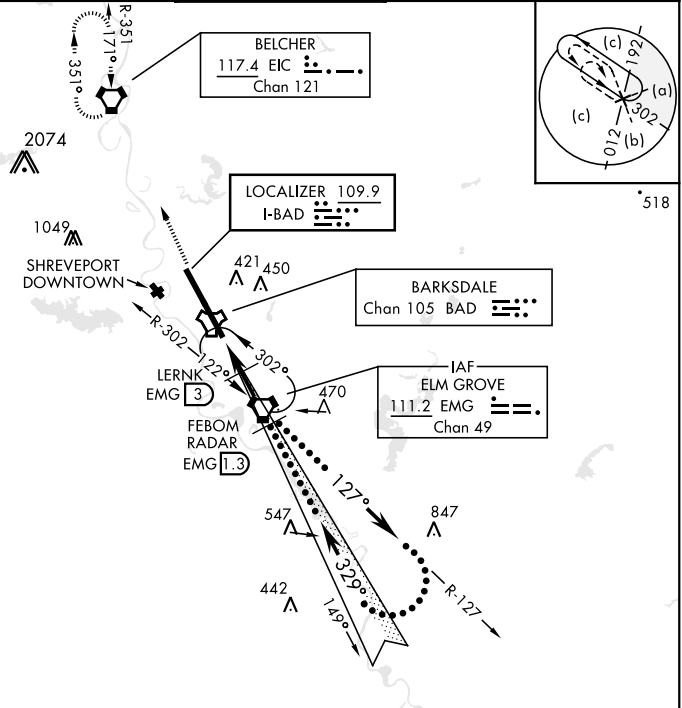 R-351
171°
351°
BELCHER
117.4 EIC
Chan 121
(c)
192
(a)
302
(c)
012
(b)
518
2074
LOCALIZER 109.9
I-BAD
1049
SHREVEPORT
DOWNTOWN
421
450
BARKSDALE
Chan 105 BAD
R-302
122°
302°
LERNK
EMG 3
IAF
ELM GROVE
111.2 EMG
Chan 49
470
FEBOM
RADAR
EMG 1.3
127°
547
847
329°
442
149°
R-127